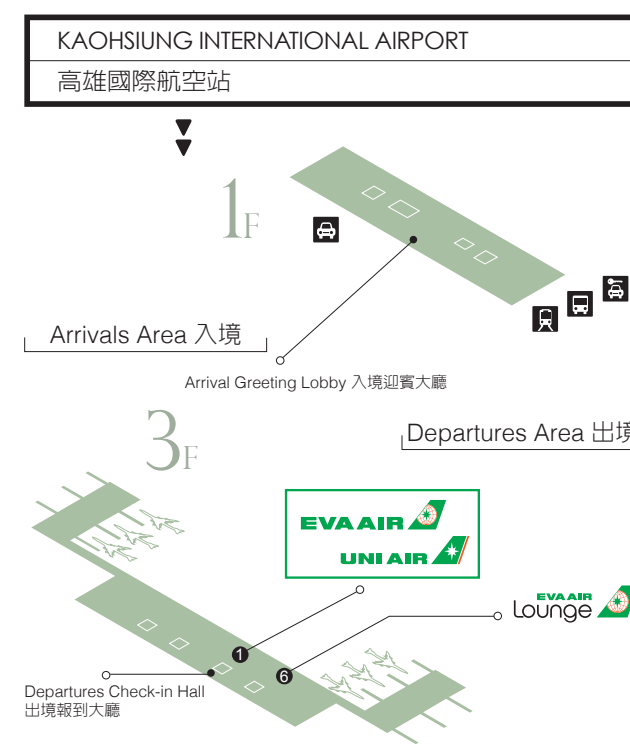 KAOHSIUNG INTERNATIONAL AIRPORT
高雄國際航空站
1F
Arrivals Area 入境
Arrival Greeting Lobby 入境迎賓大廳
3F
Departures Area 出境
EVA AIR
UNI AIR
EVA AIR
Lounge
1
6
Departures Check-in Hall
出境報到大廳